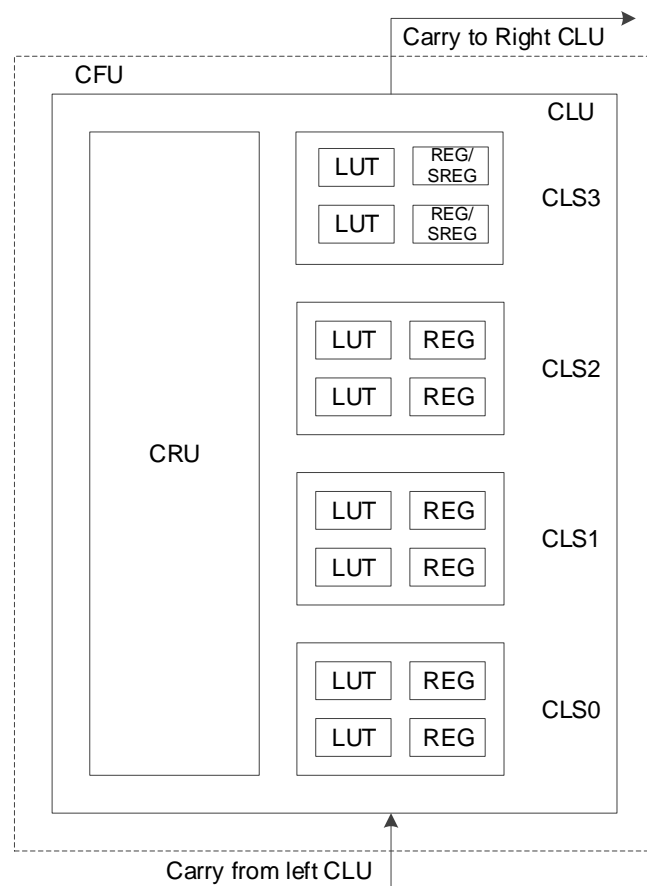 Carry to Right CLU
CFU
CLU
LUT REG/
SREG
CLS3
LUT REG/
SREG
LUT REG
CLS2
LUT REG
CRU
LUT REG
CLS1
LUT REG
LUT REG
CLS0
LUT REG
Carry from left CLU